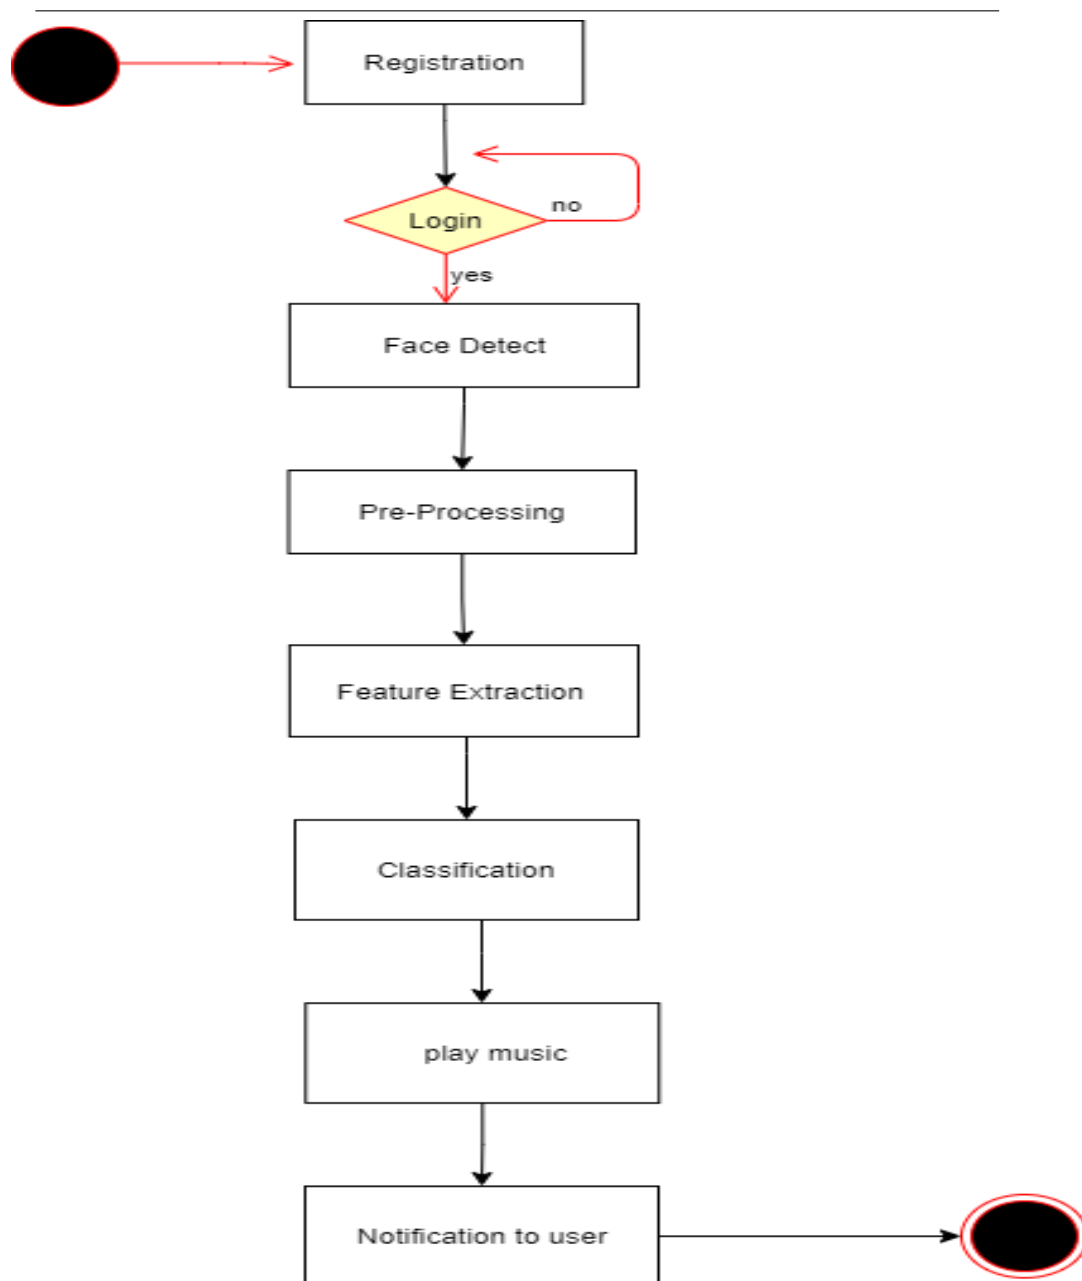 Registration
Login
no
yes
Face Detect
Pre-Processing
Feature Extraction
Classification
play music
Notification to user